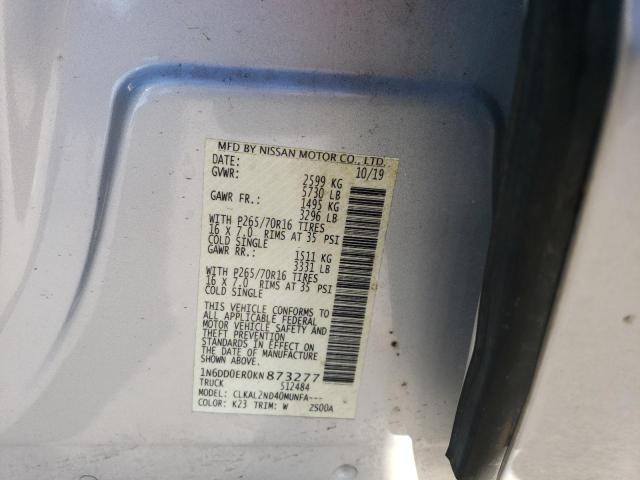 MFD BY NISSAN MOTOR CO., LTD.
DATE: 10/19
GVWR: 2599 KG
5730 LB
GAWR FR.: 1495 KG
3296 LB
WITH P265/70R16 TIRES
16 X 7.0 RIMS AT 35 PSI
COLD SINGLE
GAWR RR.: 1511 KG
3331 LB
WITH P265/70R16 TIRES
16 X 7.0 RIMS AT 35 PSI
COLD SINGLE
THIS VEHICLE CONFORMS TO
ALL APPLICABLE FEDERAL
MOTOR VEHICLE SAFETY AND
THEFT PREVENTION
STANDARDS IN EFFECT ON
THE DATE OF MANUFACTURE
SHOWN ABOVE.
1N6DD0ER0KN873277
TRUCK 512484
MODEL: CLKAL2ND40MUNFA---
COLOR: K23 TRIM: W 2S00A